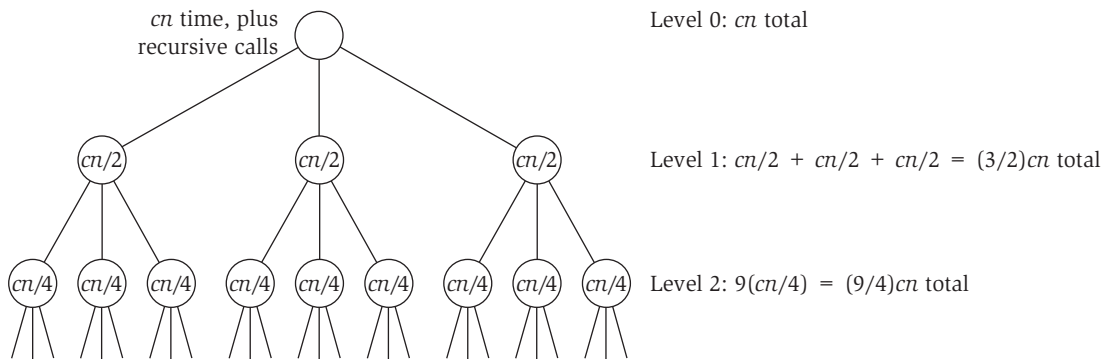 cn time, plus
recursive calls
Level 0: cn total
cn/2 cn/2 cn/2
Level 1: cn/2 + cn/2 + cn/2 = (3/2)cn total
cn/4 cn/4 cn/4 cn/4 cn/4 cn/4 cn/4 cn/4 cn/4
Level 2: 9(cn/4) = (9/4)cn total